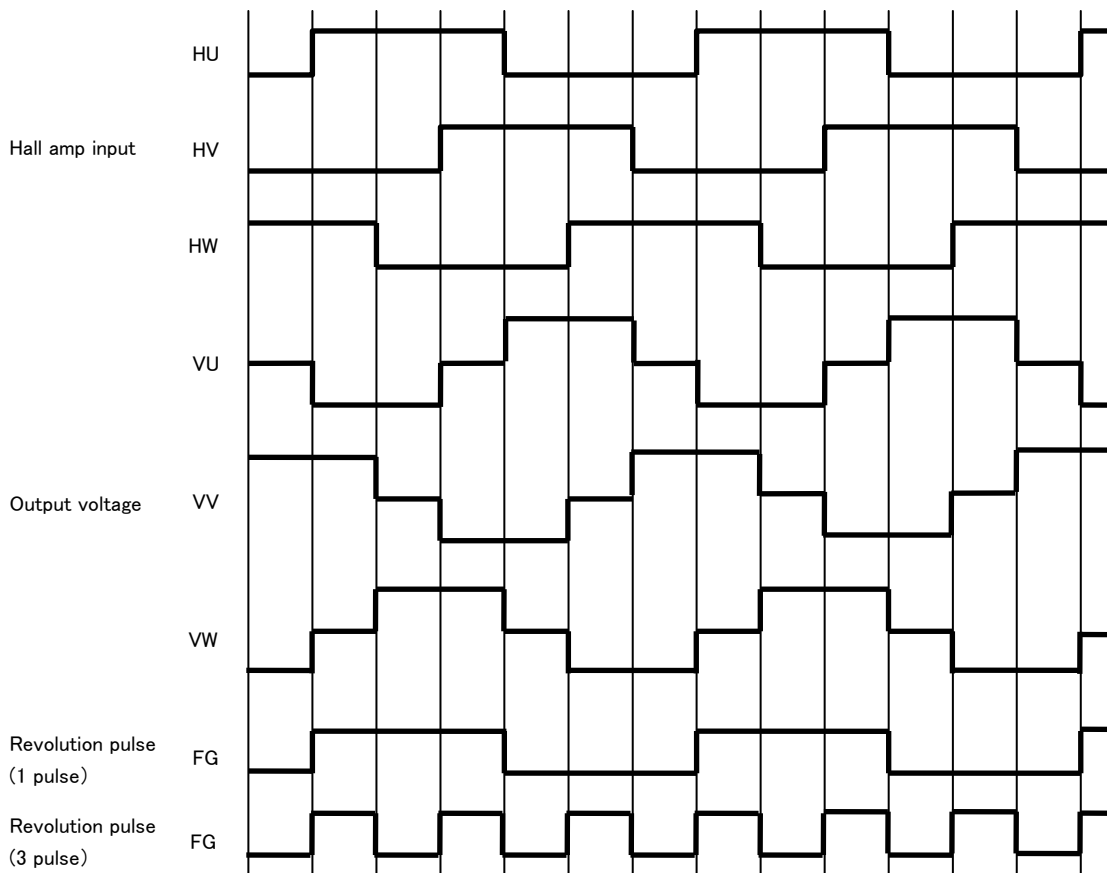 HU
Hall amp input HV
HW
VU
Output voltage VV
VW
Revolution pulse
(1 pulse)
FG
Revolution pulse
(3 pulse)
FG